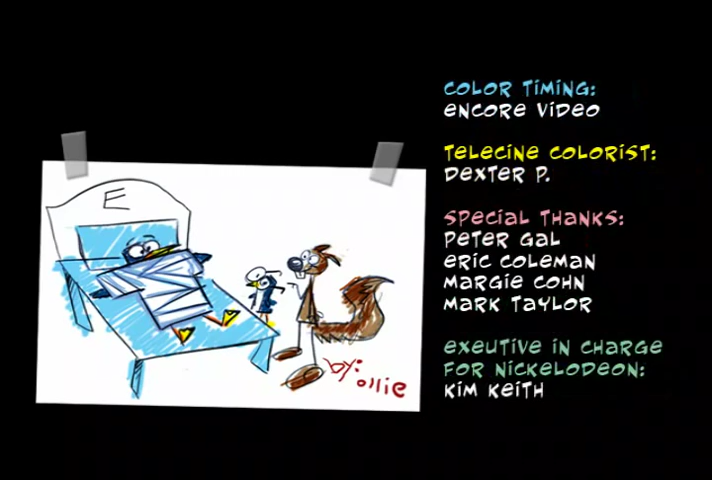 E
by:
ollie
COLOR TIMING:
ENCORE VIDEO
TELECINE COLORIST:
DEXTER P.
SPECIAL THANKS:
PETER GAL
ERIC COLEMAN
MARGIE COHN
MARK TAYLOR
EXEUTIVE IN CHARGE
FOR NICKELODEON:
KIM KEITH